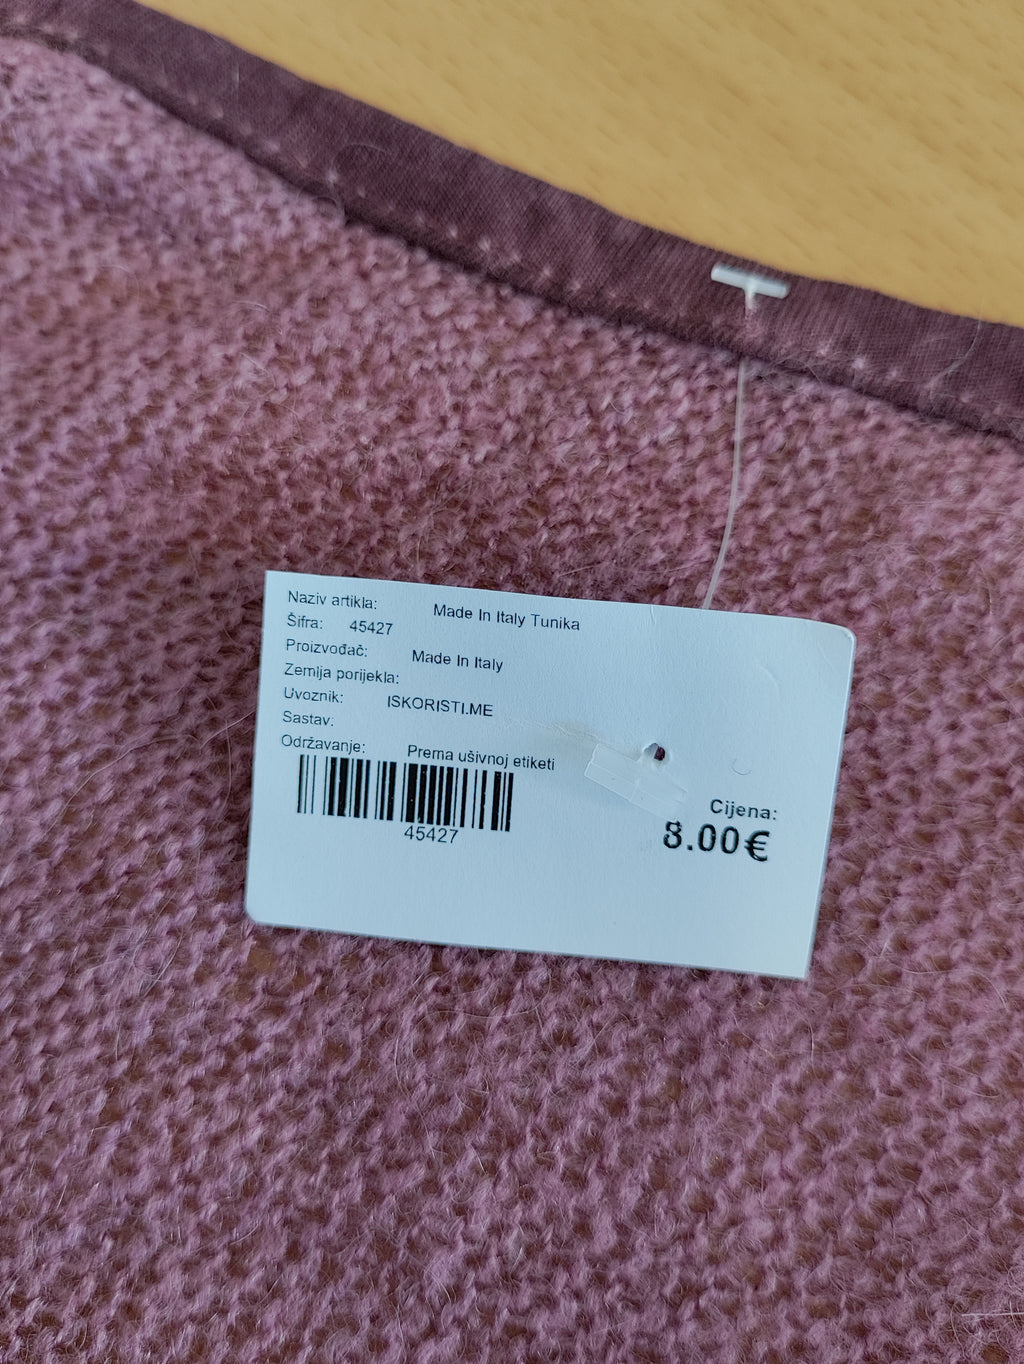 Naziv artikla: Made In Italy Tunika
Šifra: 45427
Proizvođač: Made In Italy
Zemlja porijekla:
Uvoznik: ISKORISTI.ME
Sastav:
Održavanje: Prema ušivnoj etiketi
45427
Cijena:
8.00€